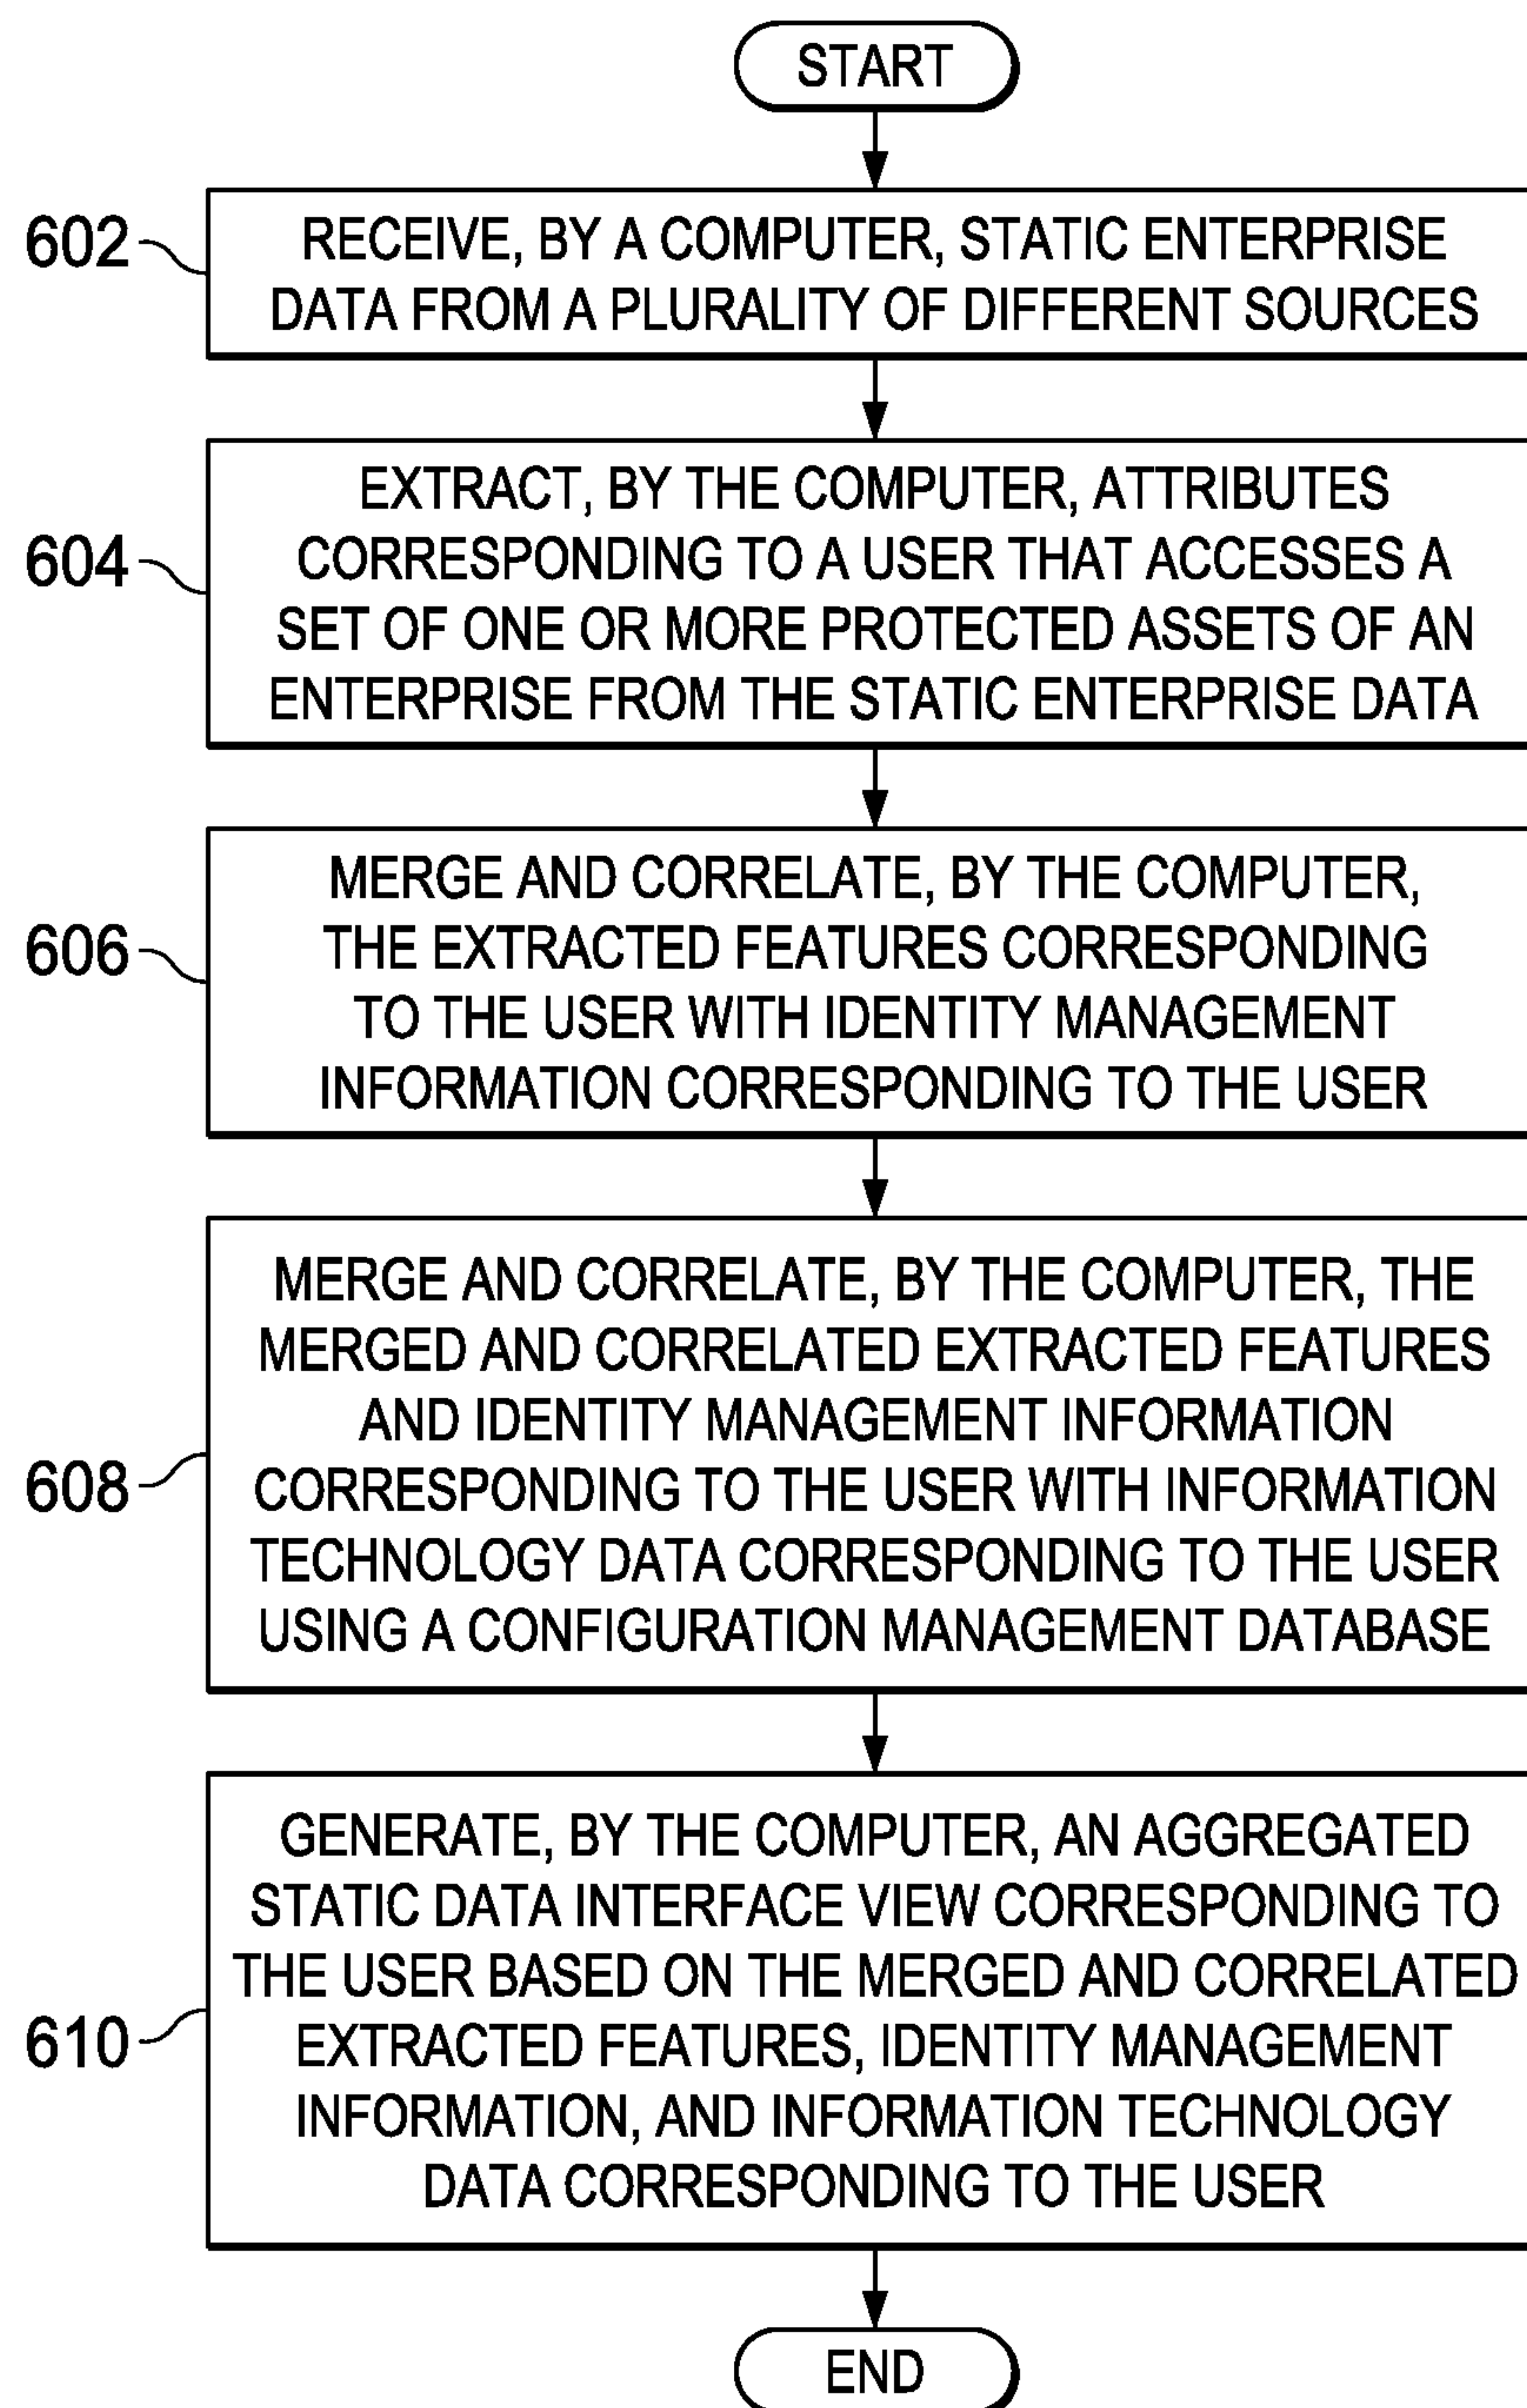 START
602
RECEIVE, BY A COMPUTER, STATIC ENTERPRISE
DATA FROM A PLURALITY OF DIFFERENT SOURCES
604
EXTRACT, BY THE COMPUTER, ATTRIBUTES
CORRESPONDING TO A USER THAT ACCESSES A
SET OF ONE OR MORE PROTECTED ASSETS OF AN
ENTERPRISE FROM THE STATIC ENTERPRISE DATA
606
MERGE AND CORRELATE, BY THE COMPUTER,
THE EXTRACTED FEATURES CORRESPONDING
TO THE USER WITH IDENTITY MANAGEMENT
INFORMATION CORRESPONDING TO THE USER
608
MERGE AND CORRELATE, BY THE COMPUTER, THE
MERGED AND CORRELATED EXTRACTED FEATURES
AND IDENTITY MANAGEMENT INFORMATION
CORRESPONDING TO THE USER WITH INFORMATION
TECHNOLOGY DATA CORRESPONDING TO THE USER
USING A CONFIGURATION MANAGEMENT DATABASE
610
GENERATE, BY THE COMPUTER, AN AGGREGATED
STATIC DATA INTERFACE VIEW CORRESPONDING TO
THE USER BASED ON THE MERGED AND CORRELATED
EXTRACTED FEATURES, IDENTITY MANAGEMENT
INFORMATION, AND INFORMATION TECHNOLOGY
DATA CORRESPONDING TO THE USER
END